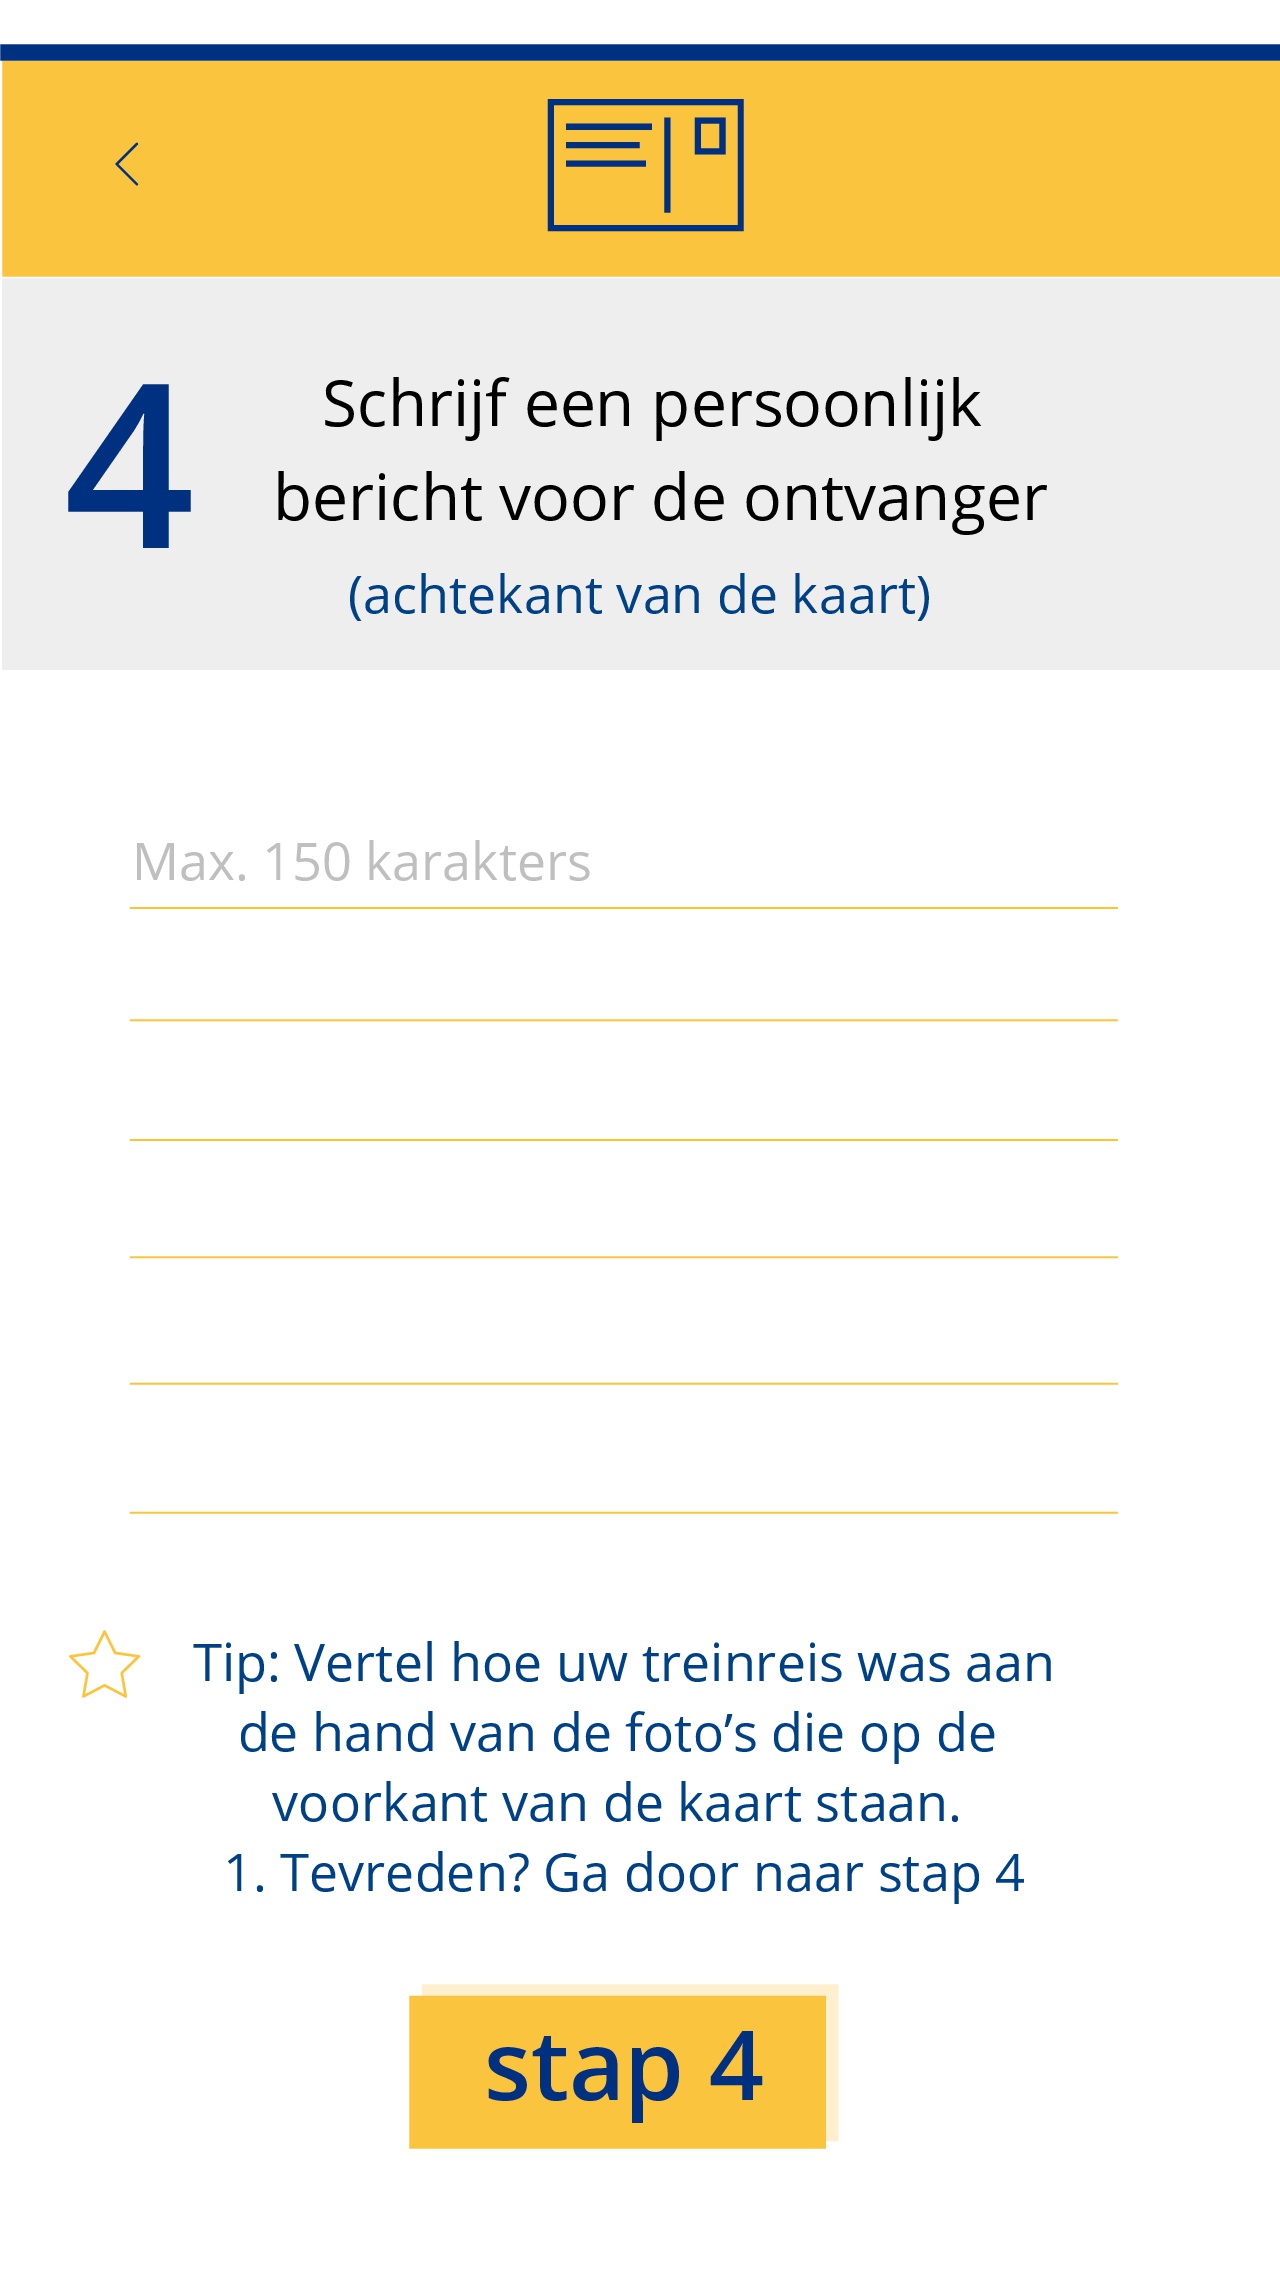 4
Schrijf een persoonlijk
bericht voor de ontvanger
(achtekant van de kaart)
Max. 150 karakters
Tip: Vertel hoe uw treinreis was aan
de hand van de foto’s die op de
voorkant van de kaart staan.
1. Tevreden? Ga door naar stap 4
stap 4